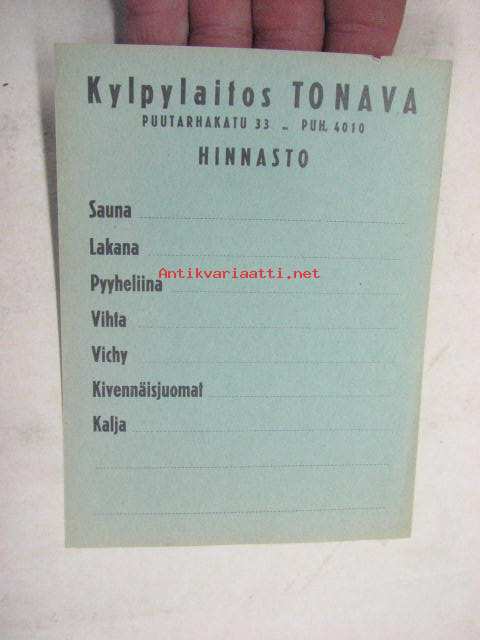 Kylpylaitos TONAVA
PUUTARHAKATU 33 – PUH. 4010
HINNASTO
Sauna
Lakana
Antikvariaatti.net
Pyyheliina
Vihta
Vichy
Kivennäisjuomat
Kalja